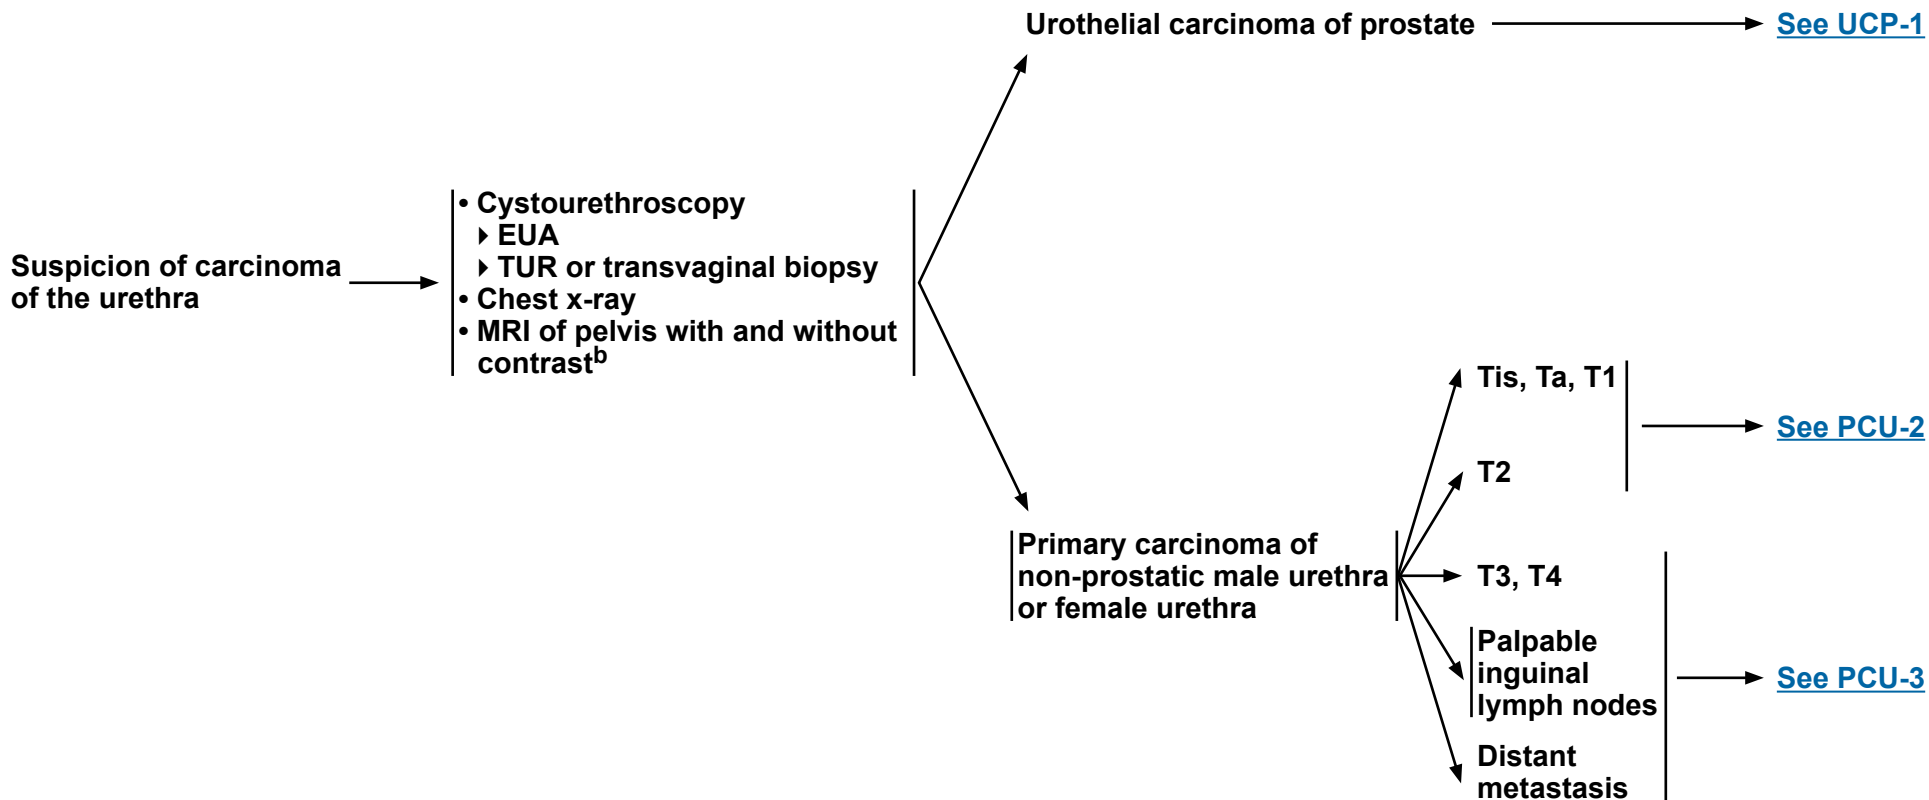 Urothelial carcinoma of prostate
See UCP-1
Suspicion of carcinoma
of the urethra
• Cystourethroscopy
‣ EUA
‣ TUR or transvaginal biopsy
• Chest x-ray
• MRI of pelvis with and without
contrastᵇ
Primary carcinoma of
non-prostatic male urethra
or female urethra
Tis, Ta, T1
T2
See PCU-2
T3, T4
Palpable
inguinal
lymph nodes
Distant
metastasis
See PCU-3